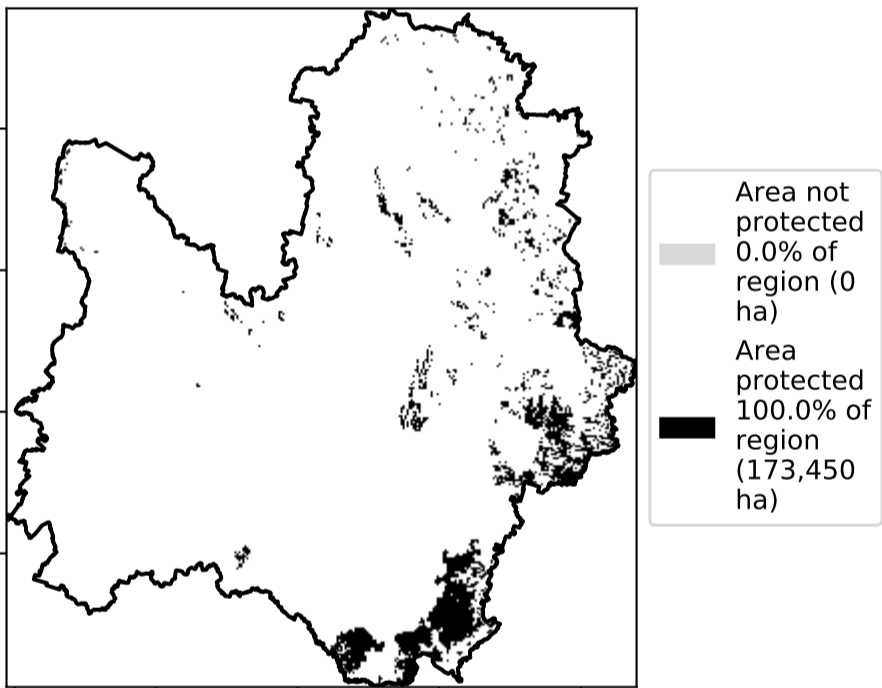 Area not
protected
0.0% of
region (0
ha)
Area
protected
100.0% of
region
(173,450
ha)